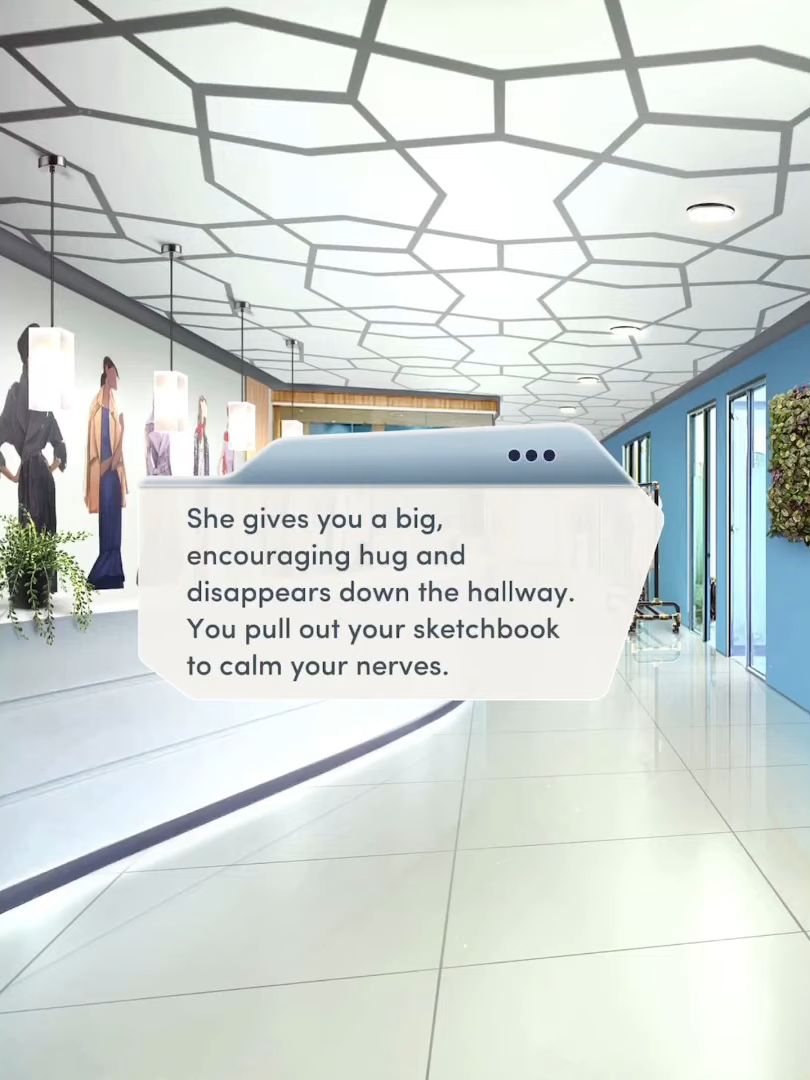 She gives you a big,
encouraging hug and
disappears down the hallway.
You pull out your sketchbook
to calm your nerves.